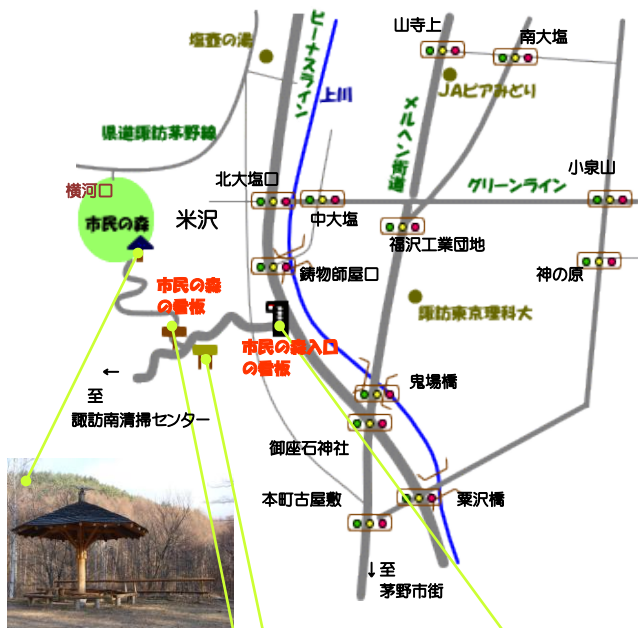 山寺上
南大塩
塩壺の湯
ビーナスライン
上川
JAピアみどり
メルヘン街道
県道諏訪茅野線
小泉山
横河口
北大塩口
グリーンライン
市民の森
米沢
中大塩
福沢工業団地
鋳物師屋口
神の原
市民の森
の看板
諏訪東京理科大
市民の森入口
の看板
←
至
諏訪南清掃センター
鬼場橋
御座石神社
本町古屋敷
粟沢橋
↓至
茅野市街